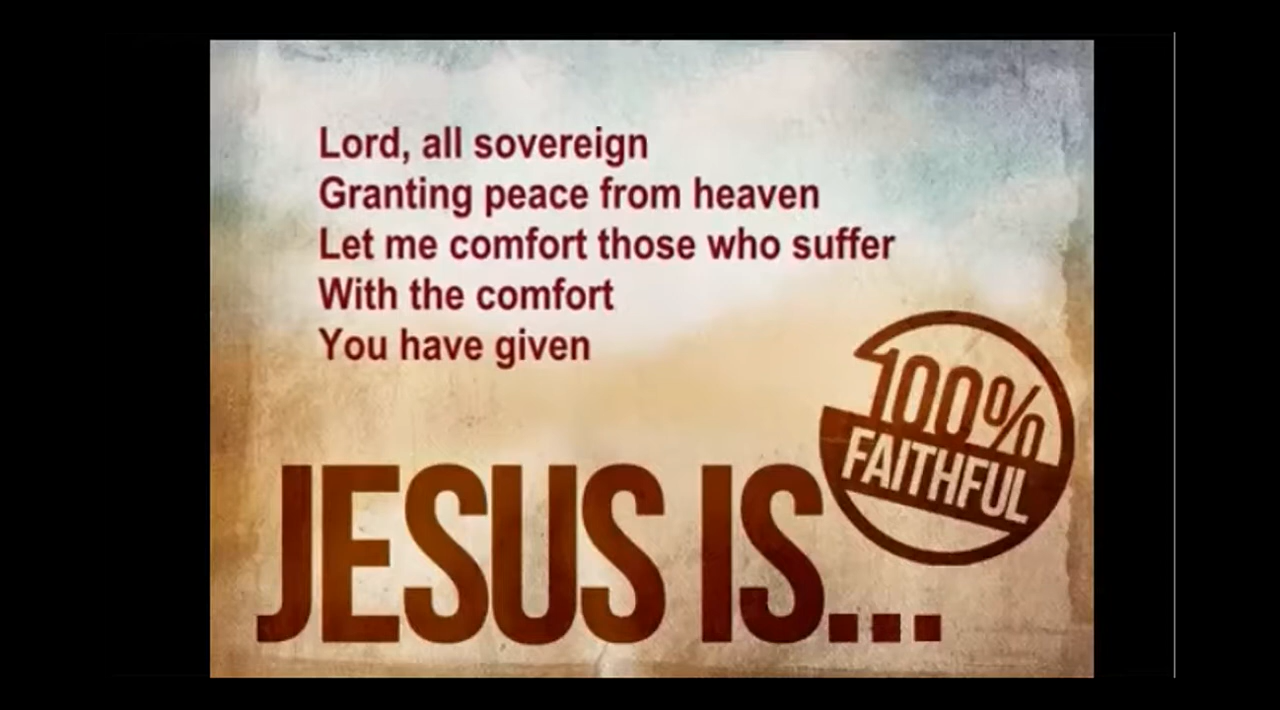 Lord, all sovereign
Granting peace from heaven
Let me comfort those who suffer
With the comfort
You have given
100%
FAITHFUL
JESUS IS...